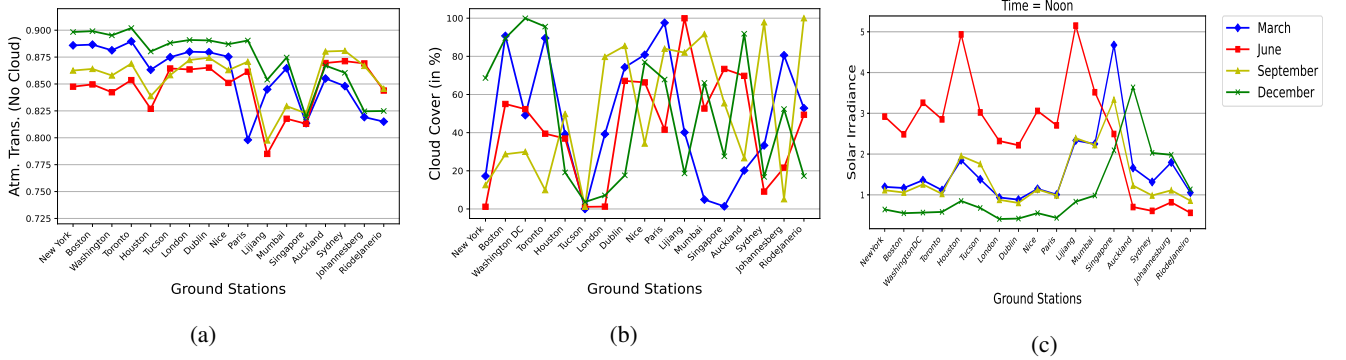 0.900
0.875
0.850
0.825
0.800
0.775
0.750
0.725
Atm. Trans. (No Cloud)
New York
Boston
Washington
Toronto
Houston
Tucson
London
Dublin
Nice
Paris
Lijiang
Mumbai
Singapore
Auckland
Sydney
Johannesberg
RiodeJanerio
Ground Stations
(a)
100
80
60
40
20
0
Cloud Cover (in %)
New York
Boston
Washington DC
Toronto
Houston
Tucson
London
Dublin
Nice
Paris
Lijiang
Mumbai
Singapore
Auckland
Sydney
Johannesberg
RiodeJanerio
Ground Stations
(b)
Time = Noon
5
4
3
2
1
Solar Irradiance
NewYork
Boston
WashingtonDC
Toronto
Houston
Tucson
London
Dublin
Nice
Paris
Lijiang
Mumbai
Singapore
Auckland
Sydney
Johannesburg
RiodeJaneiro
Ground Stations
(c)
March
June
September
December